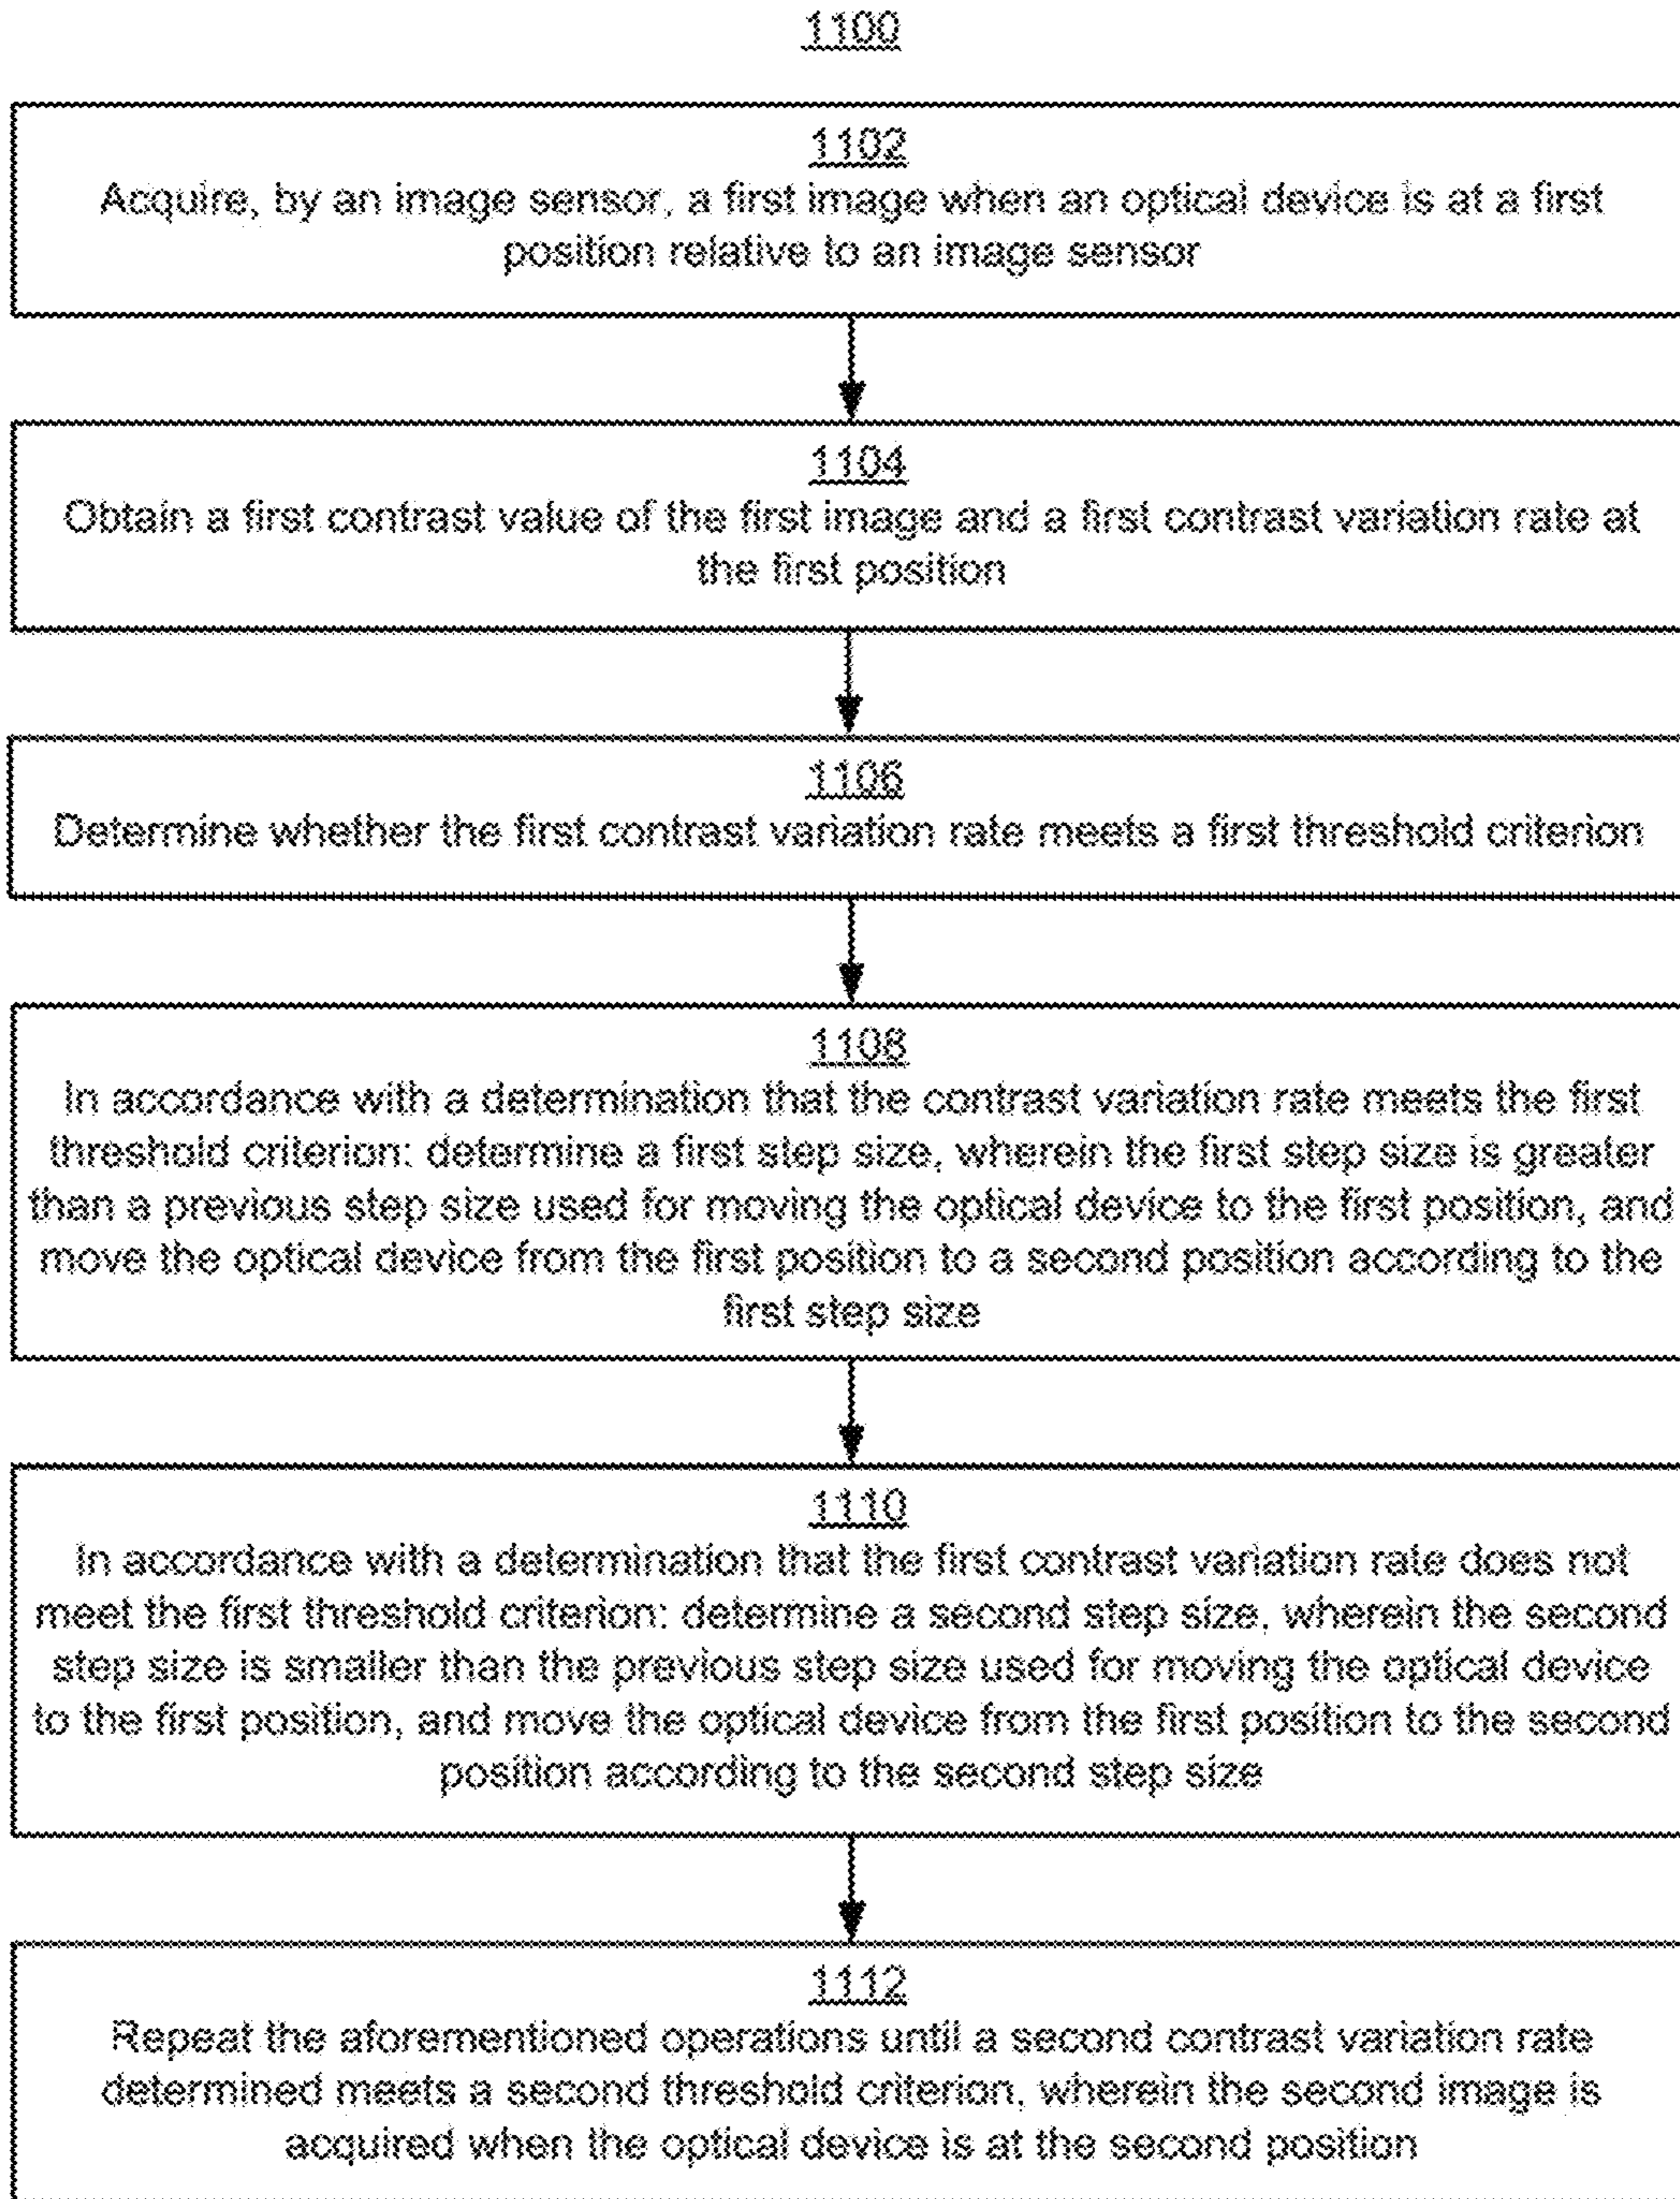 1100
1102
Acquire, by an image sensor, a first image when an optical device is at a first
position relative to an image sensor
1104
Obtain a first contrast value of the first image and a first contrast variation rate at
the first position
1106
Determine whether the first contrast variation rate meets a first threshold criterion
1108
In accordance with a determination that the contrast variation rate meets the first
threshold criterion: determine a first step size, wherein the first step size is greater
than a previous step size used for moving the optical device to the first position, and
move the optical device from the first position to a second position according to the
first step size
1110
In accordance with a determination that the first contrast variation rate does not
meet the first threshold criterion: determine a second step size, wherein the second
step size is smaller than the previous step size used for moving the optical device
to the first position, and move the optical device from the first position to the second
position according to the second step size
1112
Repeat the aforementioned operations until a second contrast variation rate
determined meets a second threshold criterion, wherein the second image is
acquired when the optical device is at the second position